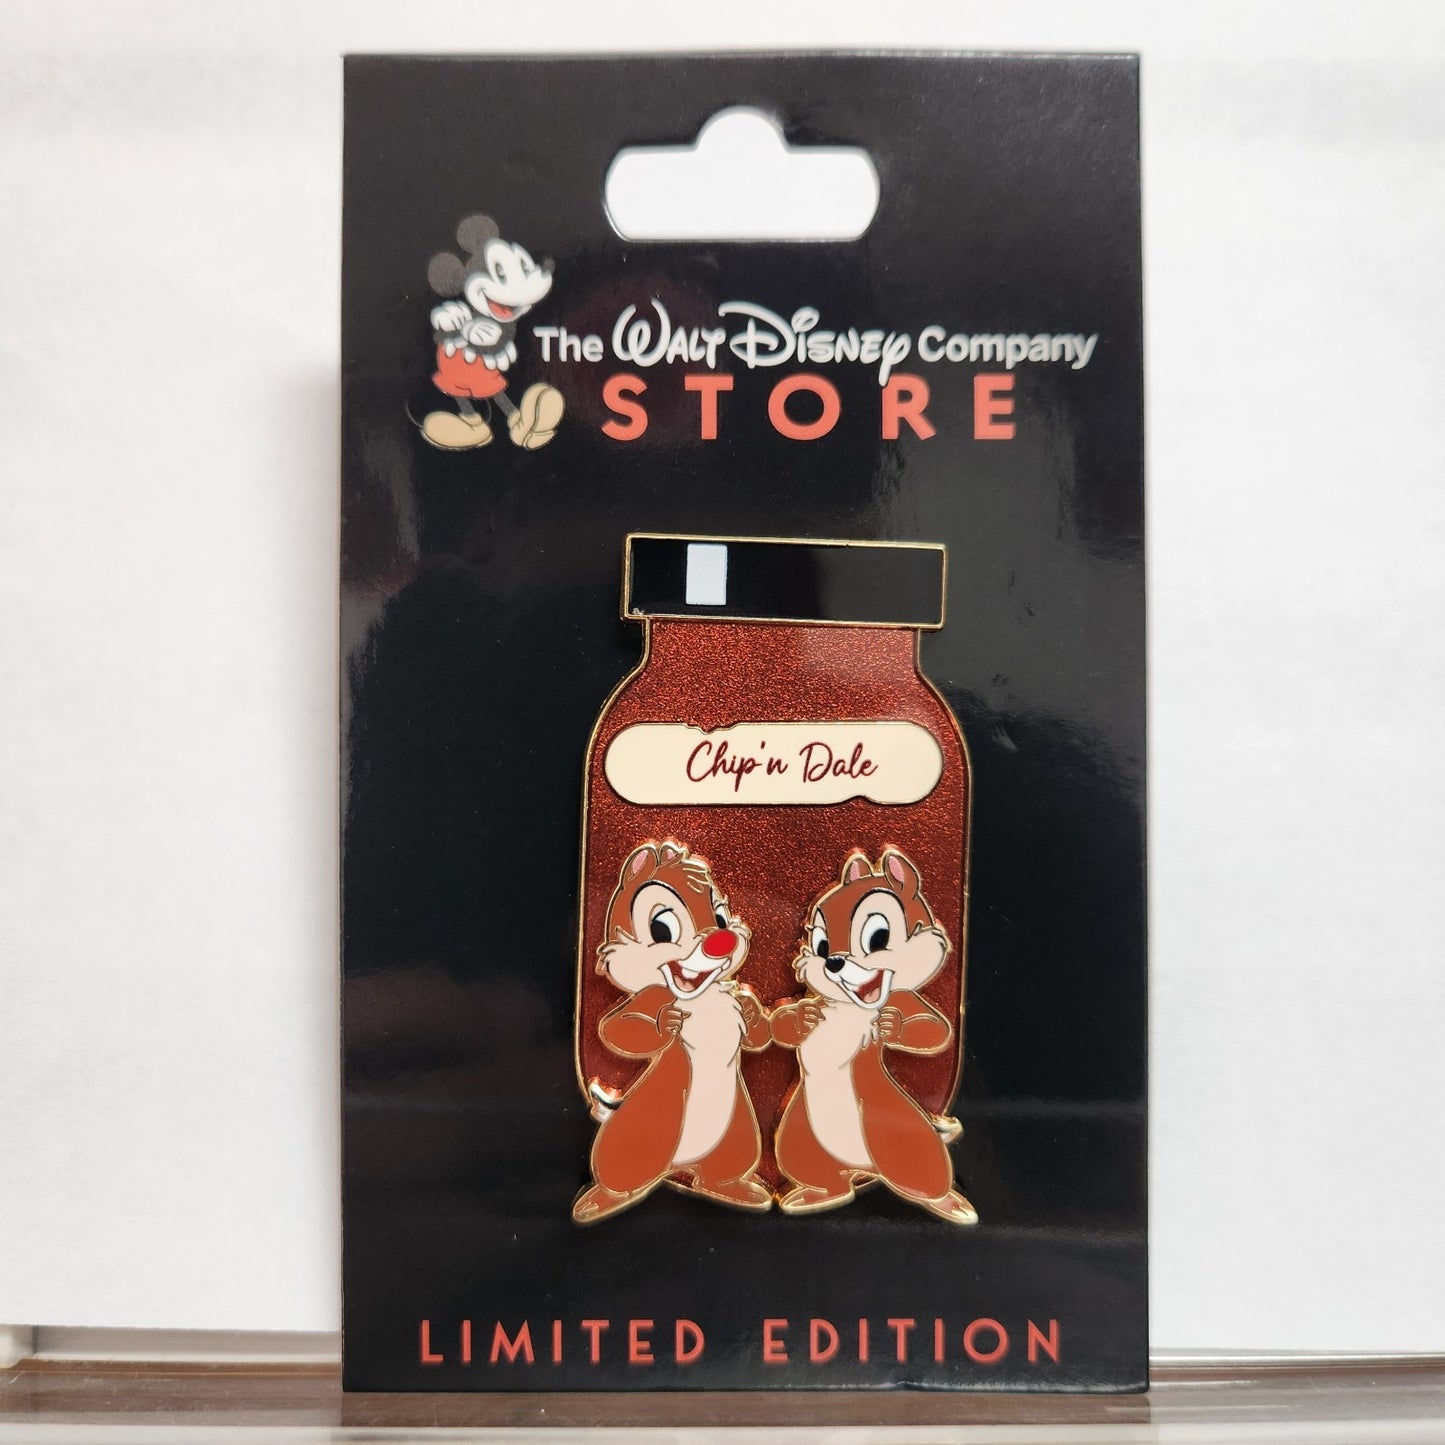 The Walt Disney Company
STORE
Chip'n Dale
LIMITED EDITION